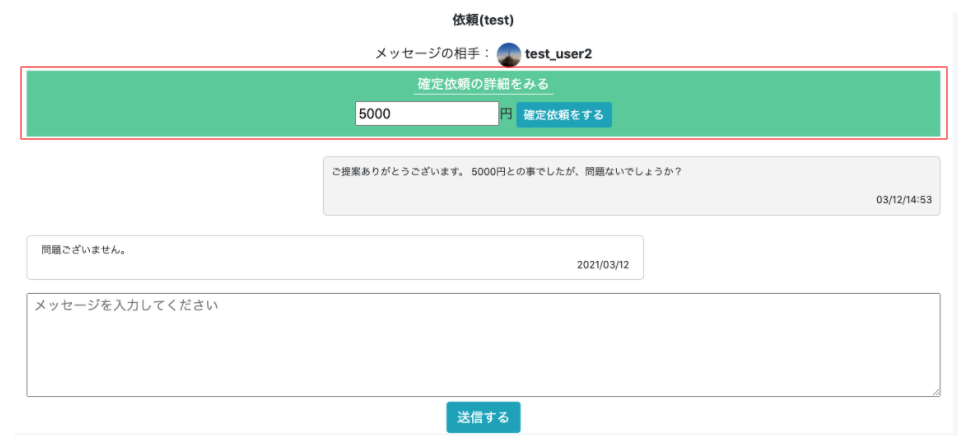 依頼(test)
メッセージの相手： test_user2
確定依頼の詳細をみる
5000 円 確定依頼をする
ご提案ありがとうございます。 5000円との事でしたが、問題ないでしょうか？
03/12/14:53
問題ございません。
2021/03/12
メッセージを入力してください
送信する